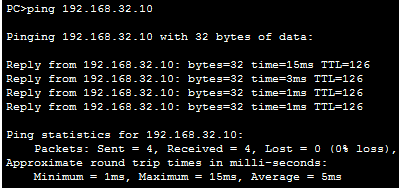 PC>ping 192.168.32.10
Pinging 192.168.32.10 with 32 bytes of data:
Reply from 192.168.32.10: bytes=32 time=15ms TTL=126
Reply from 192.168.32.10: bytes=32 time=3ms TTL=126
Reply from 192.168.32.10: bytes=32 time=1ms TTL=126
Reply from 192.168.32.10: bytes=32 time=1ms TTL=126
Ping statistics for 192.168.32.10:
Packets: Sent = 4, Received = 4, Lost = 0 (0% loss),
Approximate round trip times in milli-seconds:
Minimum = 1ms, Maximum = 15ms, Average = 5ms